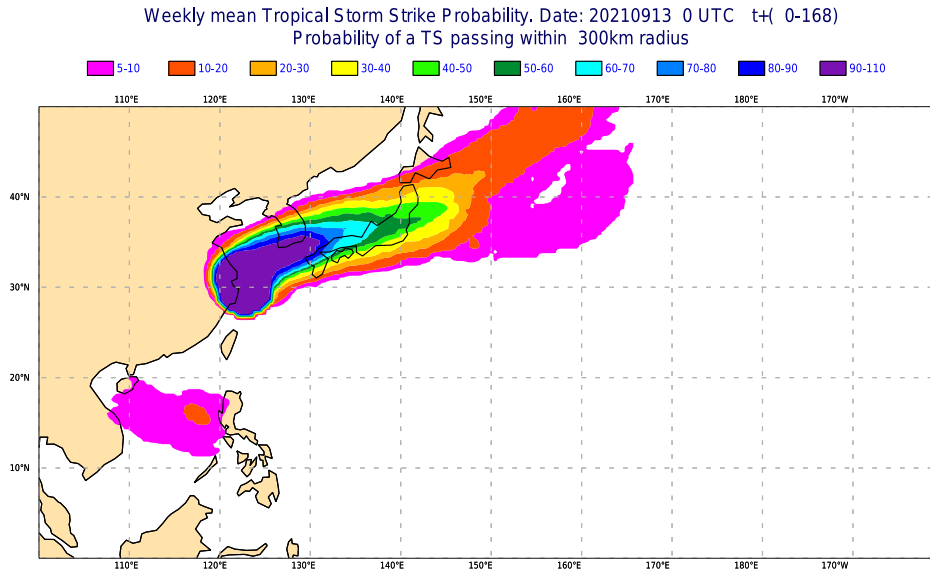 Weekly mean Tropical Storm Strike Probability. Date: 20210913 0 UTC t+( 0-168)
Probability of a TS passing within 300km radius
5-10 10-20 20-30 30-40 40-50 50-60 60-70 70-80 80-90 90-110
110°E 120°E 130°E 140°E 150°E 160°E 170°E 180°E 170°W
40°N
30°N
20°N
10°N
110°E 120°E 130°E 140°E 150°E 160°E 170°E 180°E 170°W